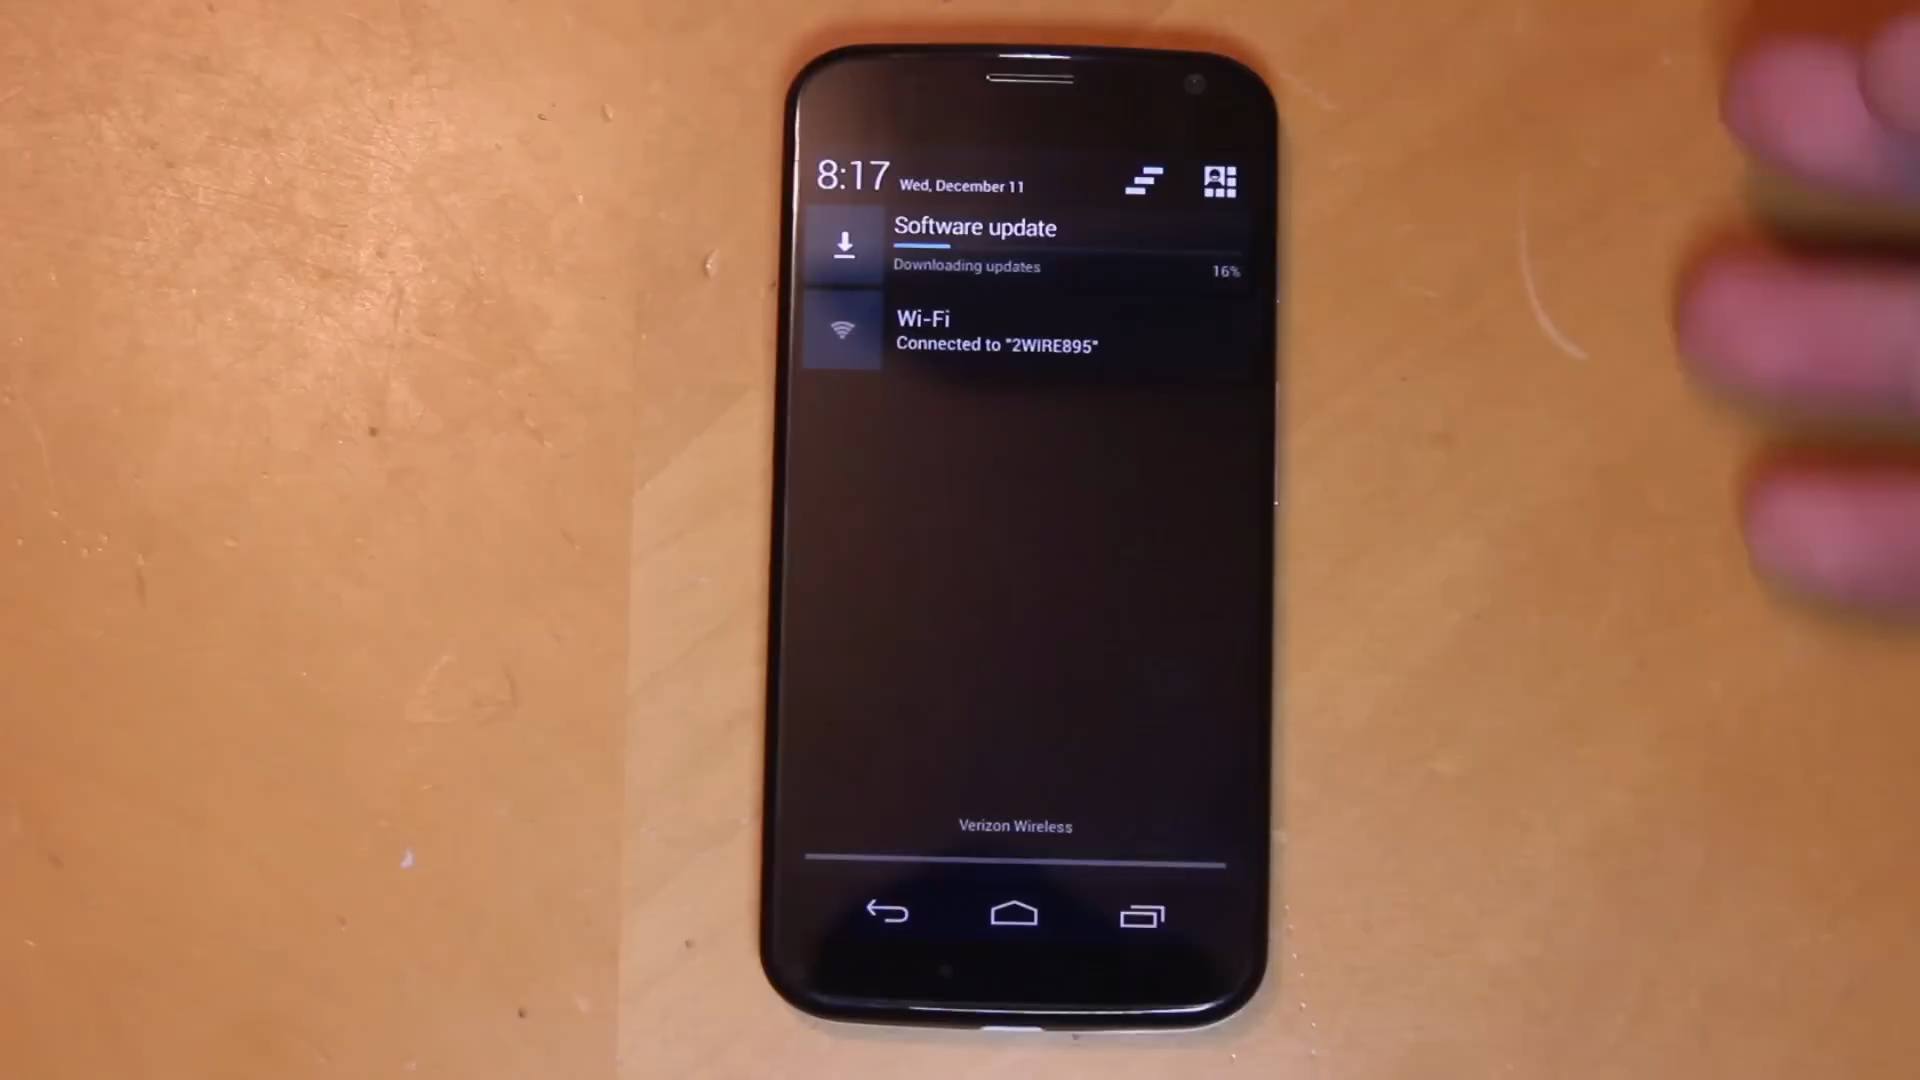 8:17 Wed, December 11
Software update
Downloading updates 16%
Wi-Fi
Connected to "2WIRE895"
Verizon Wireless